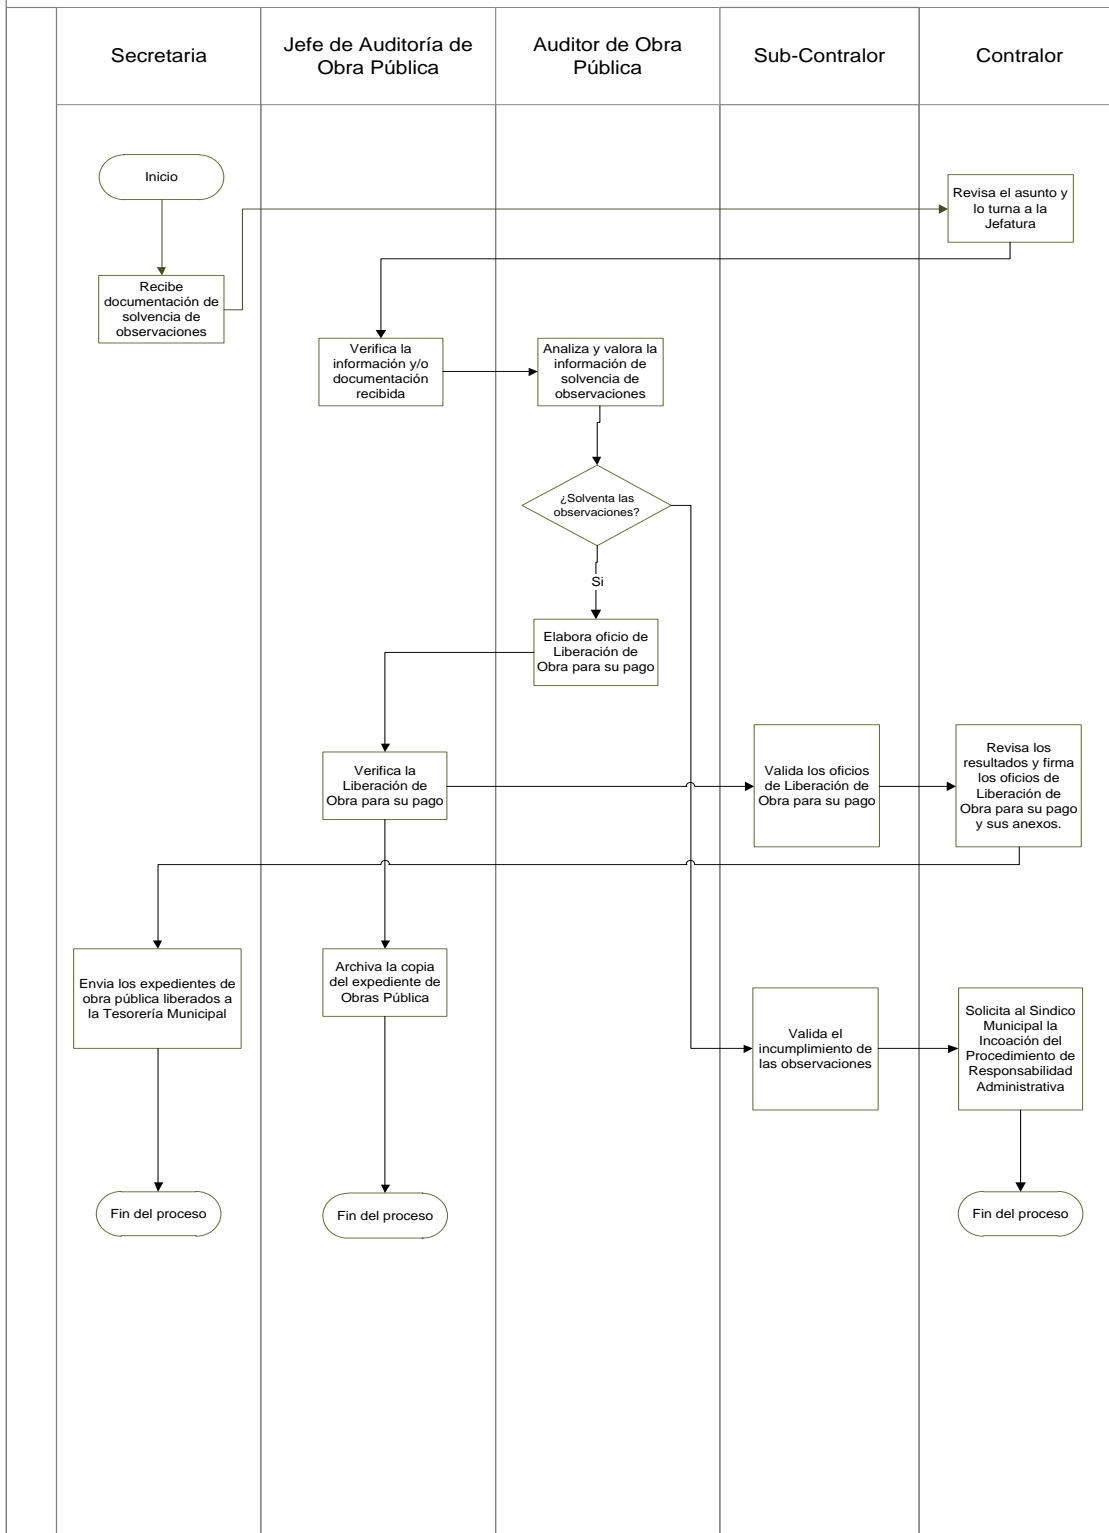 Secretaria
Jefe de Auditoría de
Obra Pública
Auditor de Obra
Pública
Sub-Contralor
Contralor
Inicio
Revisa el asunto y
lo turna a la
Jefatura
Recibe
documentación de
solvencia de
observaciones
Verifica la
información y/o
documentación
recibida
Analiza y valora la
información de
solvencia de
observaciones
¿Solventa las
observaciones?
Si
Elabora oficio de
Liberación de
Obra para su pago
Verifica la
Liberación de
Obra para su pago
Valida los oficios
de Liberación de
Obra para su pago
Revisa los
resultados y firma
los oficios de
Liberación de
Obra para su pago
y sus anexos.
Envia los expedientes de
obra pública liberados a
la Tesorería Municipal
Archiva la copia
del expediente de
Obras Pública
Valida el
incumplimiento de
las observaciones
Solicita al Sindico
Municipal la
Incoación del
Procedimiento de
Responsabilidad
Administrativa
Fin del proceso
Fin del proceso
Fin del proceso